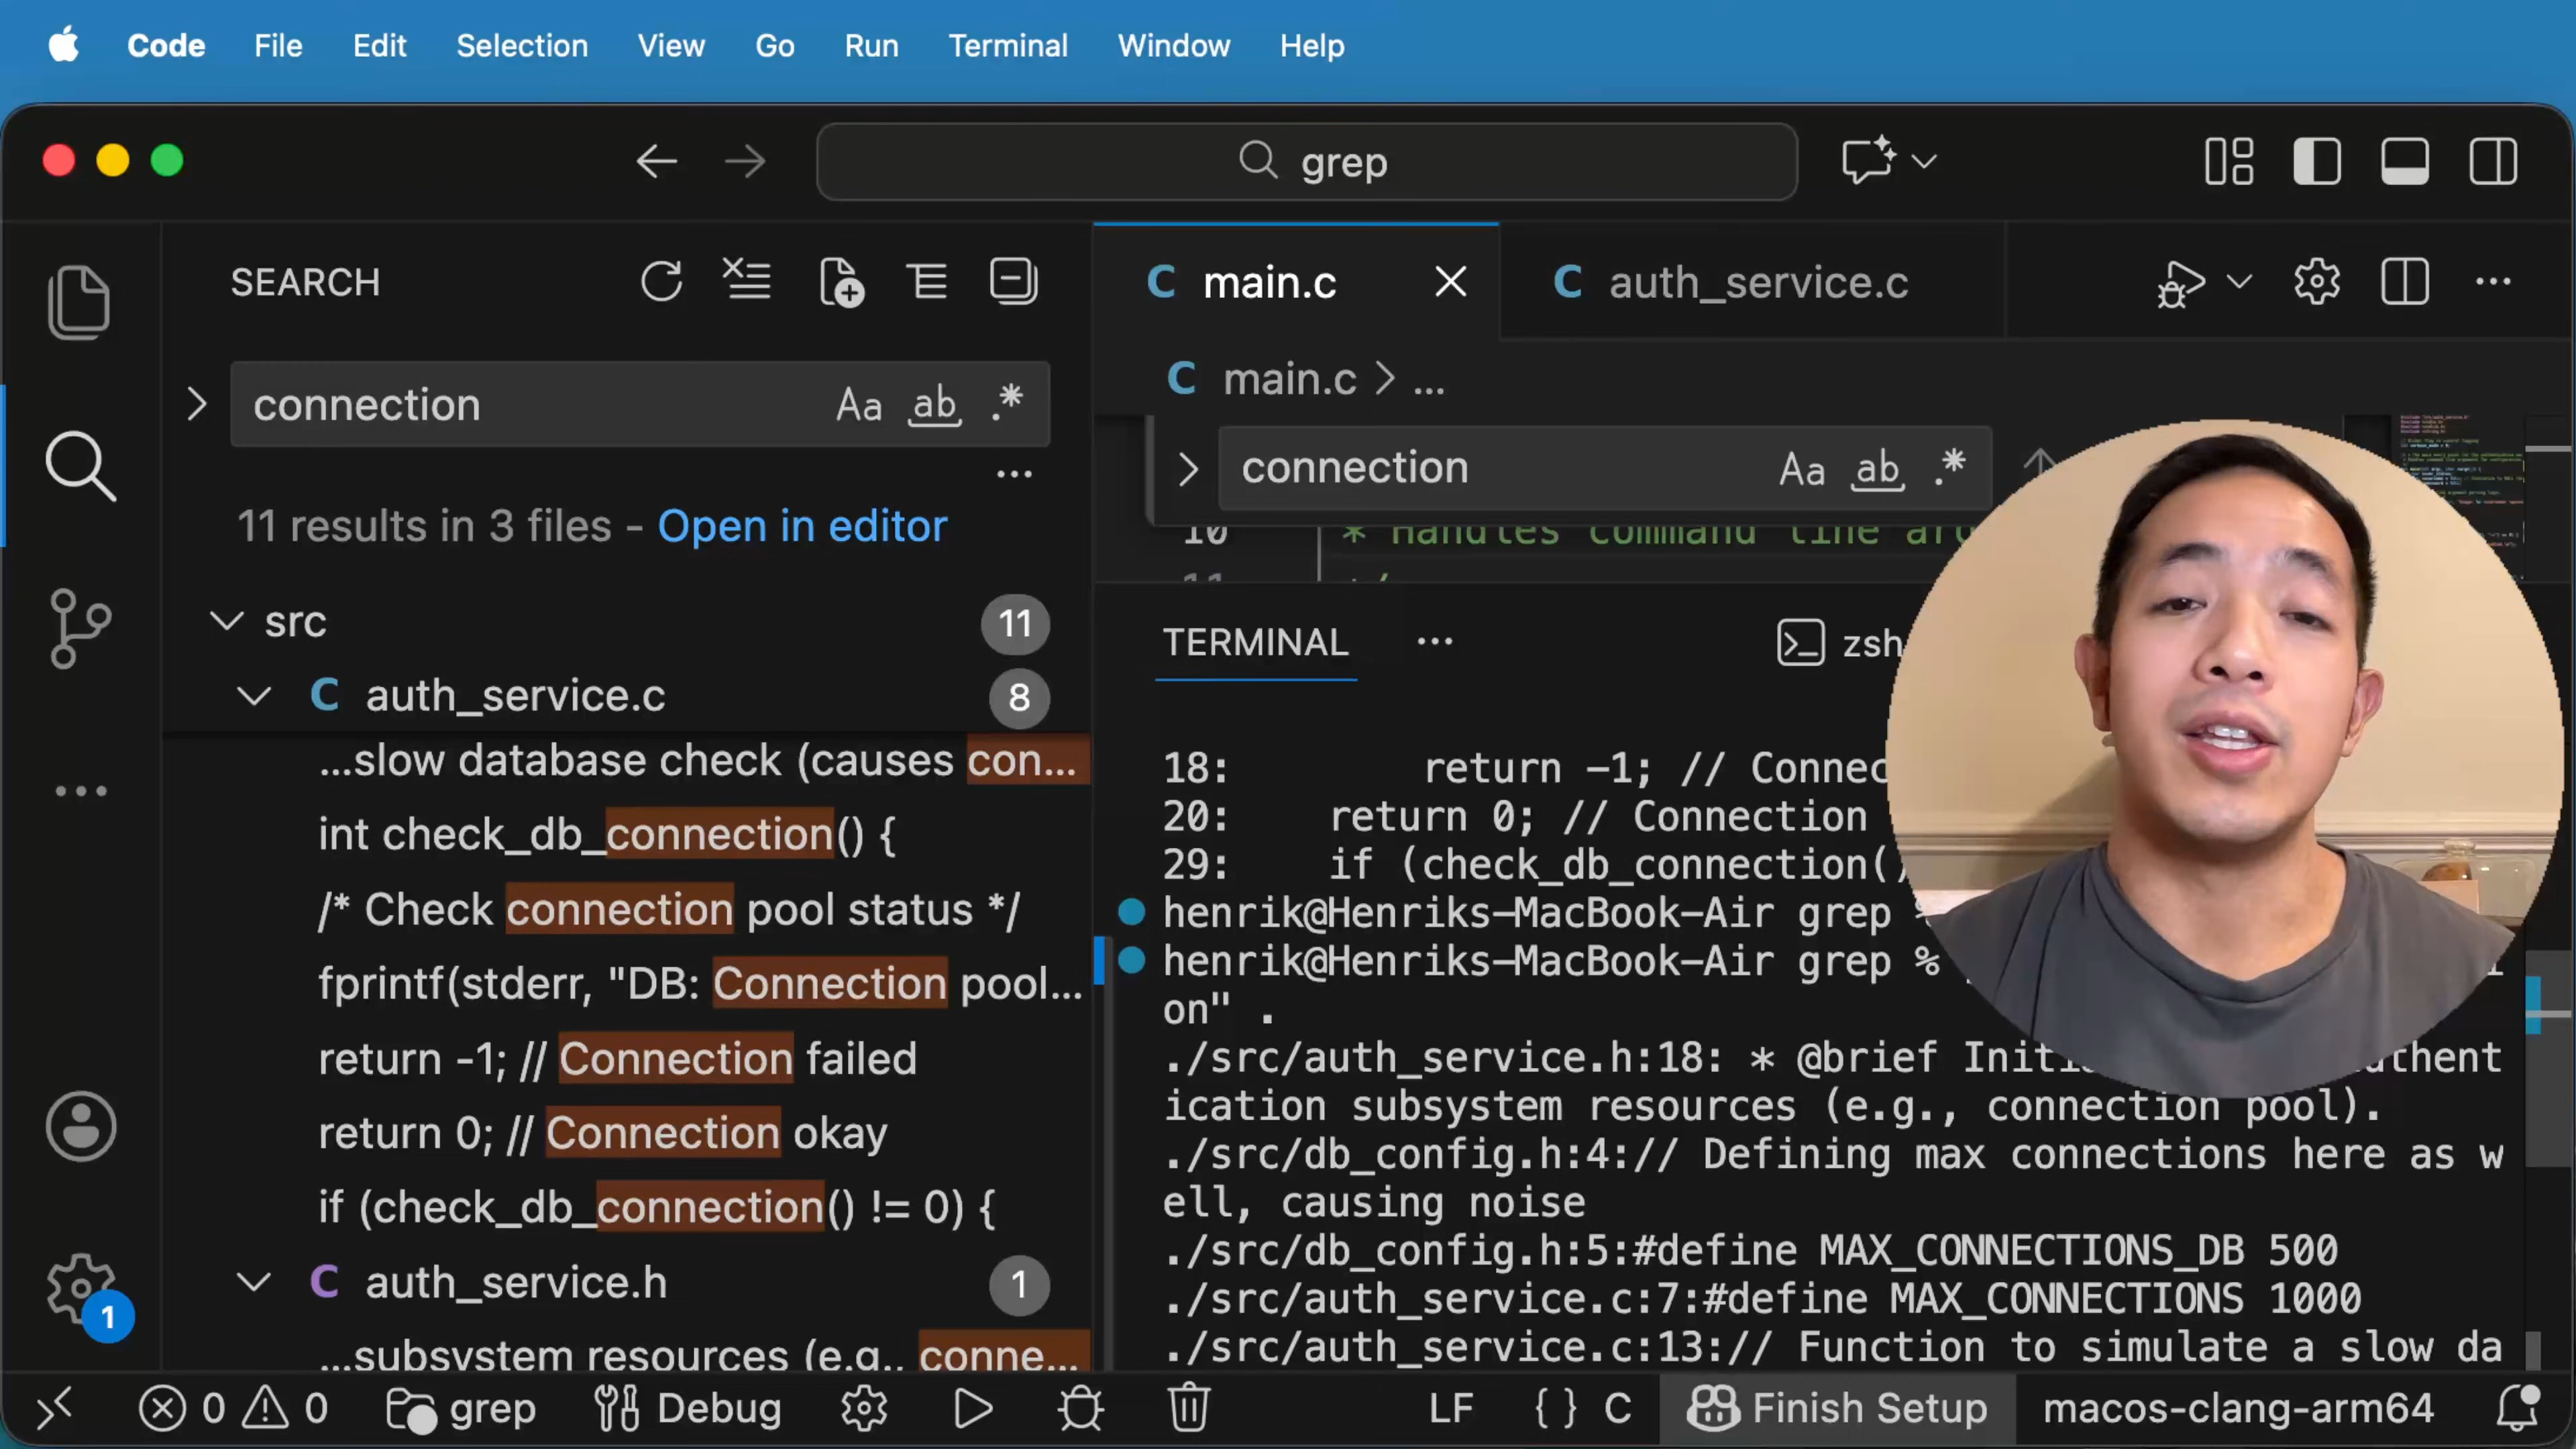 Code File Edit Selection View Go Run Terminal Window Help
grep
SEARCH
connection Aa ab .*
...
11 results in 3 files - Open in editor
src 11
C auth_service.c 8
...slow database check (causes con...
int check_db_connection() {
/* Check connection pool status */
fprintf(stderr, "DB: Connection pool...
return -1; // Connection failed
return 0; // Connection okay
if (check_db_connection() != 0) {
C auth_service.h 1
...subsystem resources (e.g., conne...
1
C main.c
C auth_service.c
C main.c > ...
connection Aa ab .*
10 * Handles command line
11 */
TERMINAL ... zsh
18: return -1; //
20: return 0; // Connection
29: if (check_db_connection()
henrik@Henriks-MacBook-Air grep
henrik@Henriks-MacBook-Air grep %
on" .
./src/auth_service.h:18: * @brief
ication subsystem resources (e.g., connection pool).
./src/db_config.h:4:// Defining max connections here as w
ell, causing noise
./src/db_config.h:5:#define MAX_CONNECTIONS_DB 500
./src/auth_service.c:7:#define MAX_CONNECTIONS 1000
./src/auth_service.c:13:// Function to simulate a slow da
0 0 grep Debug LF { } C Finish Setup macos-clang-arm64